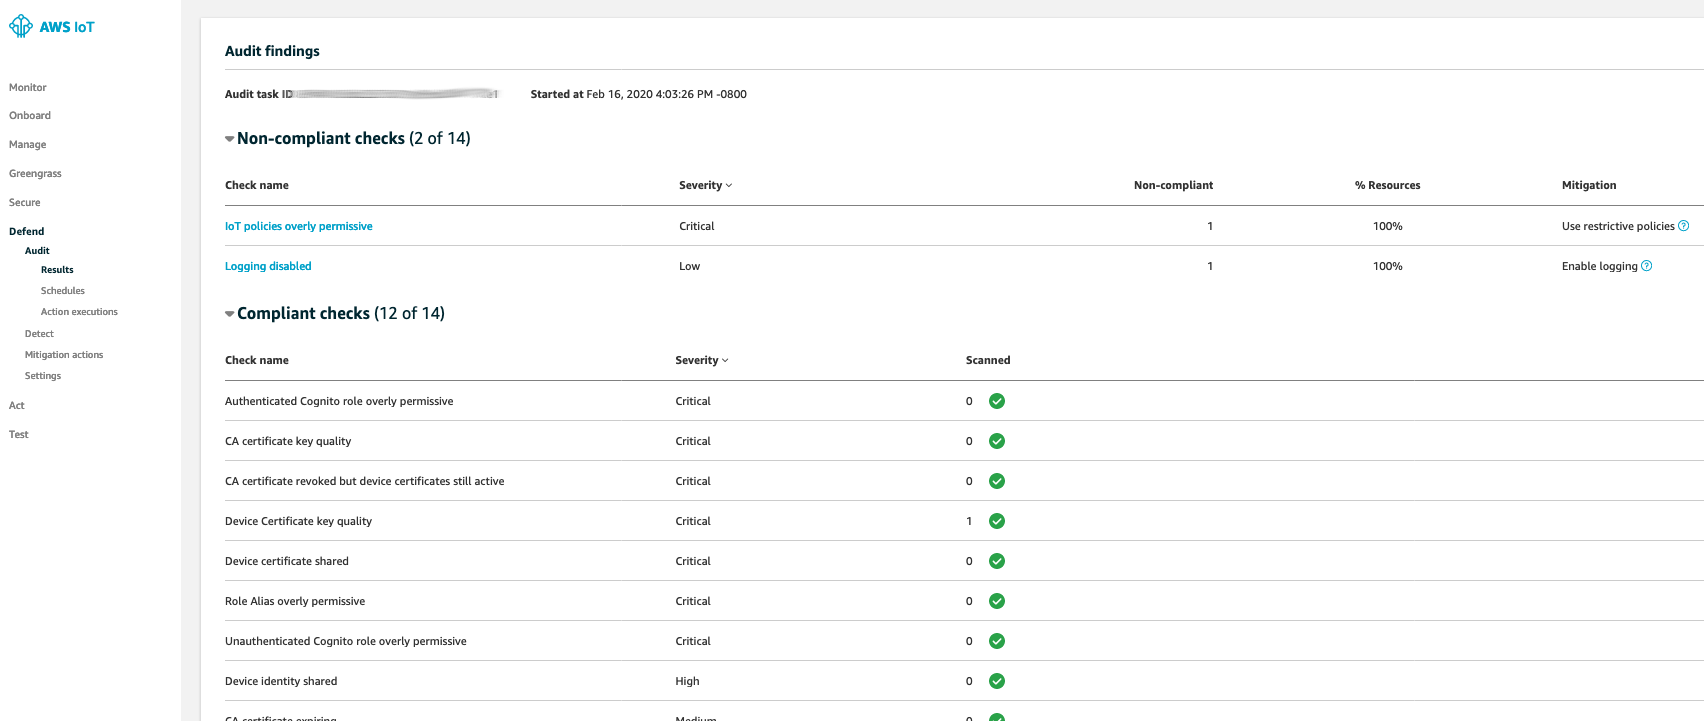 AWS IoT
Monitor
Onboard
Manage
Greengrass
Secure
Defend
Audit
Results
Schedules
Action executions
Detect
Mitigation actions
Settings
Act
Test
Audit findings
Audit task ID Started at Feb 16, 2020 4:03:26 PM -0800
Non-compliant checks (2 of 14)
Check name Severity Non-compliant % Resources Mitigation
IoT policies overly permissive Critical 1 100% Use restrictive policies
Logging disabled Low 1 100% Enable logging
Compliant checks (12 of 14)
Check name Severity Scanned
Authenticated Cognito role overly permissive Critical 0
CA certificate key quality Critical 0
CA certificate revoked but device certificates still active Critical 0
Device Certificate key quality Critical 1
Device certificate shared Critical 0
Role Alias overly permissive Critical 0
Unauthenticated Cognito role overly permissive Critical 0
Device identity shared High 0
CA certificate expiring Medium 0